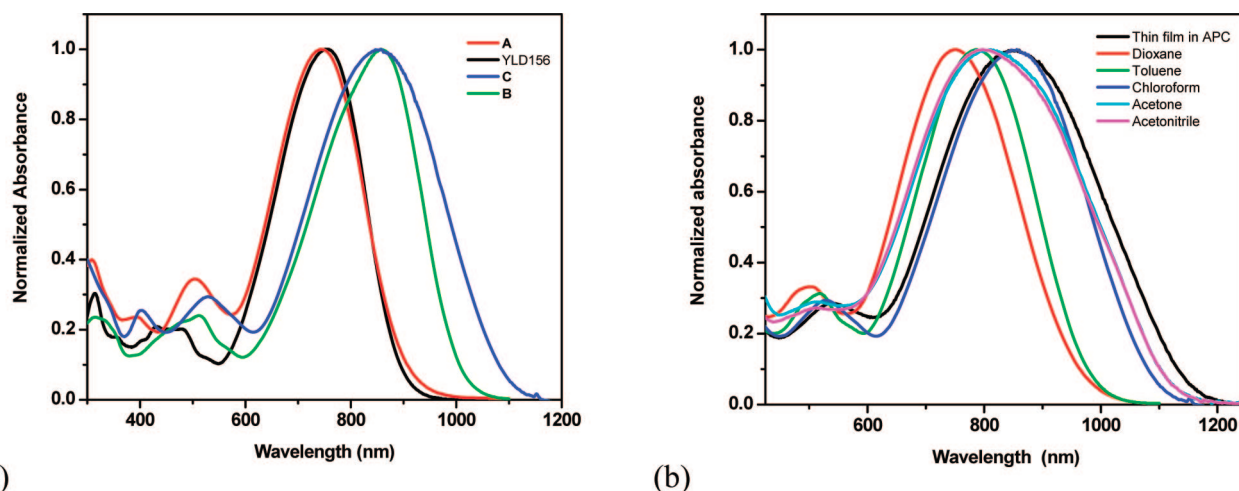 1.0
0.8
0.6
0.4
0.2
0.0
Normalized Absorbance
A
YLD156
C
B
400 600 800 1000 1200
Wavelength (nm)
)
1.0
0.8
0.6
0.4
0.2
0.0
Normalized absorbance
Thin film in APC
Dioxane
Toluene
Chloroform
Acetone
Acetonitrile
600 800 1000 1200
Wavelength (nm)
(b)